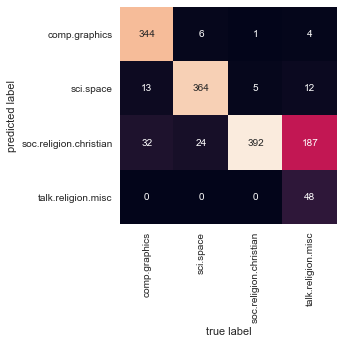 comp.graphics 344 6 1 4
sci.space 13 364 5 12
soc.religion.christian 32 24 392 187
talk.religion.misc 0 0 0 48
predicted label
comp.graphics
sci.space
soc.religion.christian
talk.religion.misc
true label